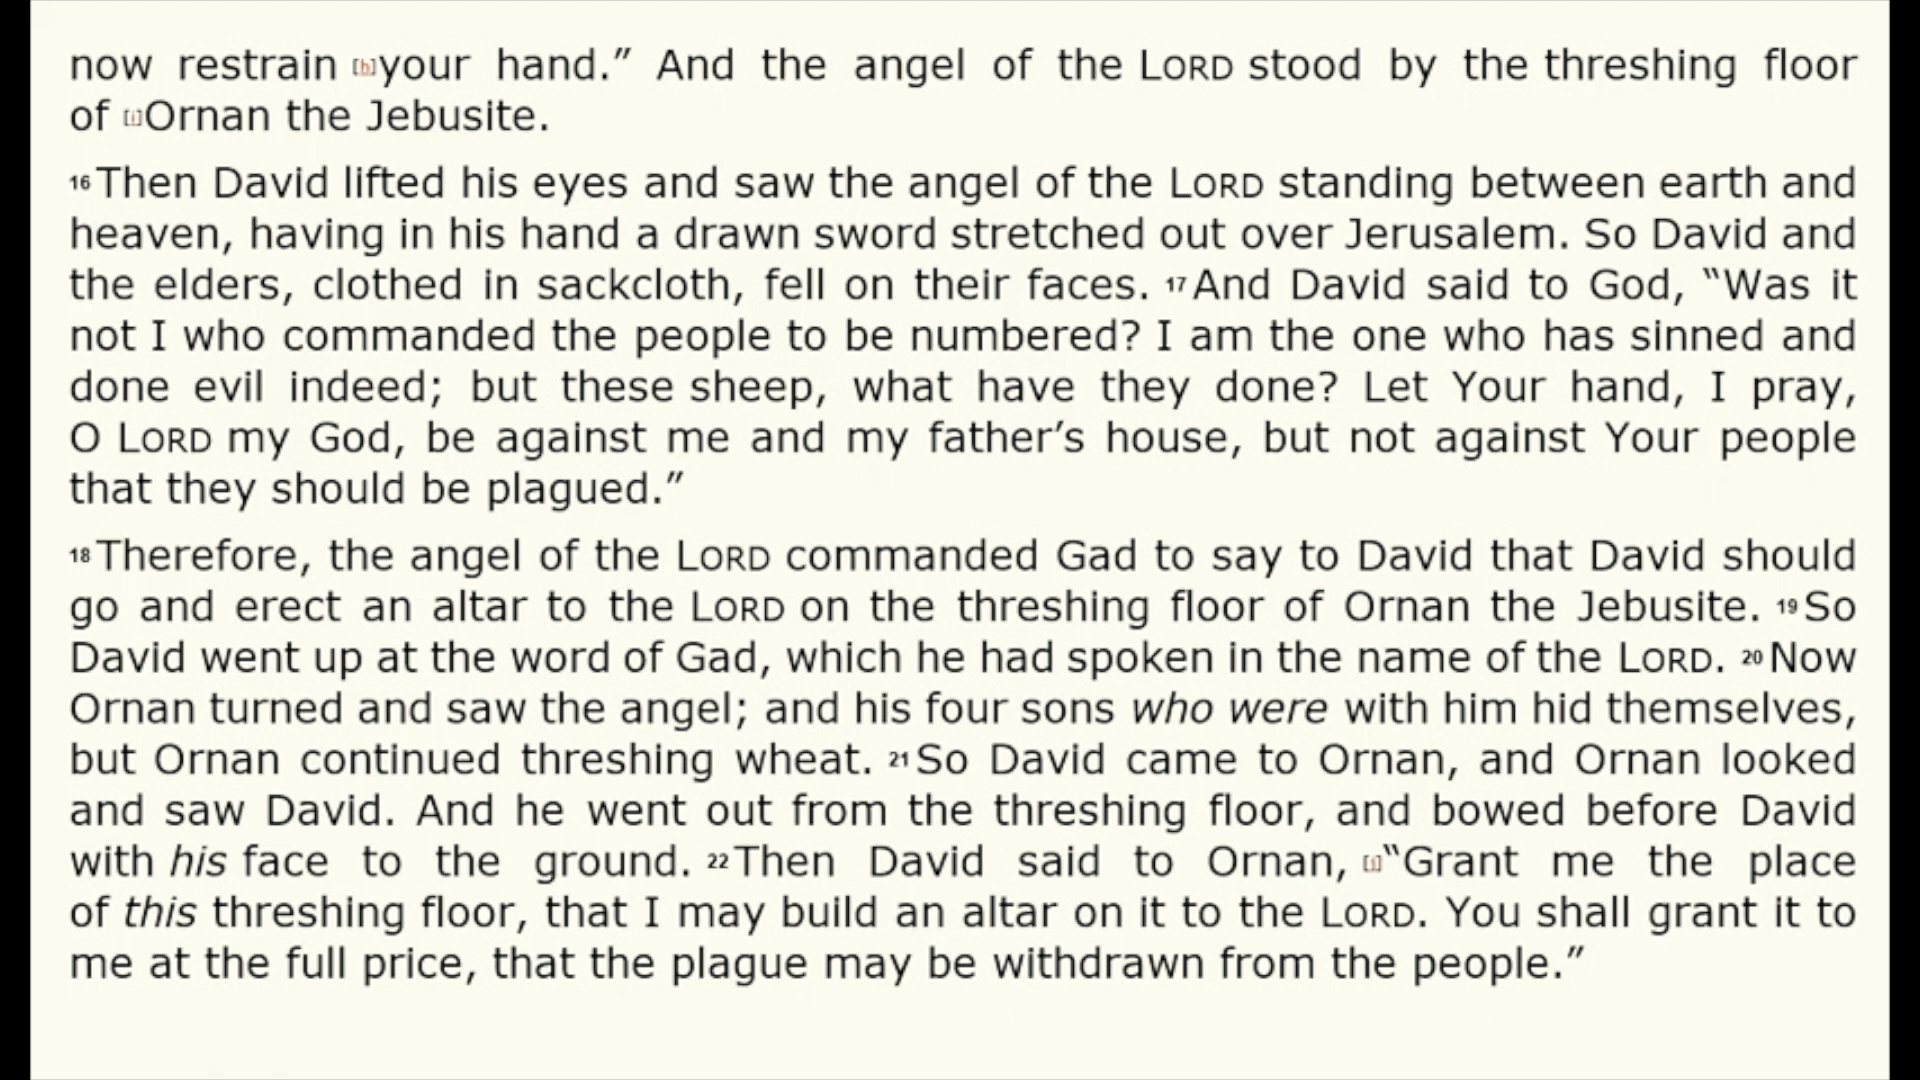 now restrain [h]your hand.” And the angel of the LORD stood by the threshing floor
of [i]Ornan the Jebusite.
16 Then David lifted his eyes and saw the angel of the LORD standing between earth and
heaven, having in his hand a drawn sword stretched out over Jerusalem. So David and
the elders, clothed in sackcloth, fell on their faces. 17 And David said to God, “Was it
not I who commanded the people to be numbered? I am the one who has sinned and
done evil indeed; but these sheep, what have they done? Let Your hand, I pray,
O LORD my God, be against me and my father’s house, but not against Your people
that they should be plagued.”
18 Therefore, the angel of the LORD commanded Gad to say to David that David should
go and erect an altar to the LORD on the threshing floor of Ornan the Jebusite. 19 So
David went up at the word of Gad, which he had spoken in the name of the LORD. 20 Now
Ornan turned and saw the angel; and his four sons who were with him hid themselves,
but Ornan continued threshing wheat. 21 So David came to Ornan, and Ornan looked
and saw David. And he went out from the threshing floor, and bowed before David
with his face to the ground. 22 Then David said to Ornan, [j]“Grant me the place
of this threshing floor, that I may build an altar on it to the LORD. You shall grant it to
me at the full price, that the plague may be withdrawn from the people.”